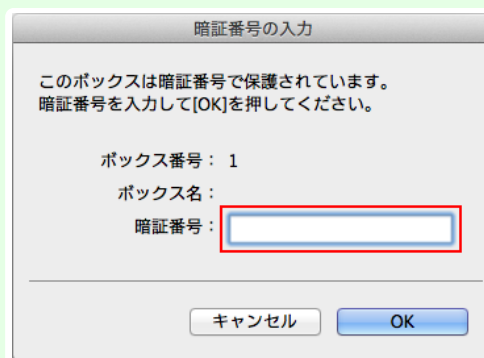 暗証番号の入力
このボックスは暗証番号で保護されています。
暗証番号を入力して[OK]を押してください。
ボックス番号： 1
ボックス名：
暗証番号：
キャンセル OK